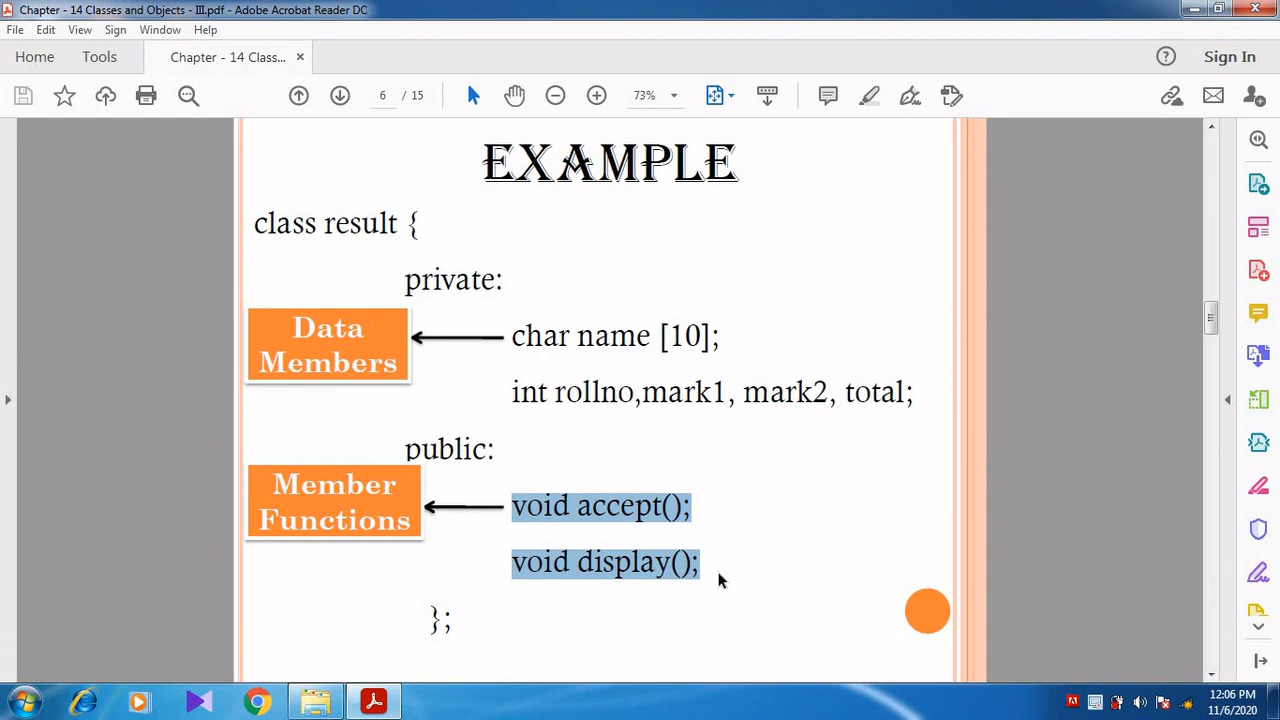 Chapter - 14 Classes and Objects - III.pdf - Adobe Acrobat Reader DC
File Edit View Sign Window Help
Home Tools Chapter - 14 Class... × Sign In
6 / 15 73%
EXAMPLE
class result {
private:
Data Members
char name [10];
int rollno,mark1, mark2, total;
public:
Member Functions
void accept();
void display();
};
12:06 PM
11/6/2020